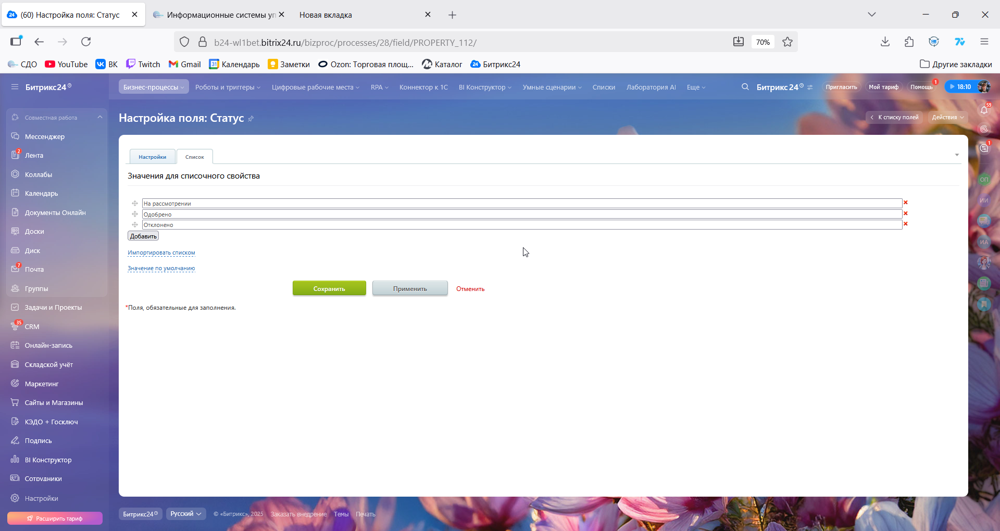 (60) Настройка поля: Статус
Информационные системы уп
Новая вкладка
b24-wl1bet.bitrix24.ru/bizproc/processes/28/field/PROPERTY_112/
70%
СДО
YouTube
ВК
Twitch
Gmail
Календарь
Заметки
Ozon: Торговая площ...
Каталог
Битрикс24
Другие закладки
Битрикс24
Бизнес-процессы
Роботы и триггеры
Цифровые рабочие места
RPA
Коннектор к 1С
BI Конструктор
Умные сценарии
Списки
Лаборатория AI
Еще
Битрикс 24
Пригласить
Мой тариф
Помощь
1
18:10
Совместная работа
Мессенджер
2
Лента
Коллабы
Календарь
Документы Онлайн
Доски
Диск
7
Почта
Группы
Задачи и Проекты
35
CRM
Онлайн-запись
Складской учёт
Маркетинг
Сайты и Магазины
КЭДО + Госключ
Подпись
BI Конструктор
Сотрудники
Настройки
Расширить тариф
Настройка поля: Статус
К списку полей
Действия
59
1
ОП
ИИ
ИА
Настройки
Список
Значения для списочного свойства
На рассмотрении
Одобрено
Отклонено
Добавить
Импортировать списком
Значение по умолчанию
Сохранить
Применить
Отменить
*Поля, обязательные для заполнения.
Битрикс24
Русский
© «Битрикс», 2025
Заказать внедрение
Темы
Печать